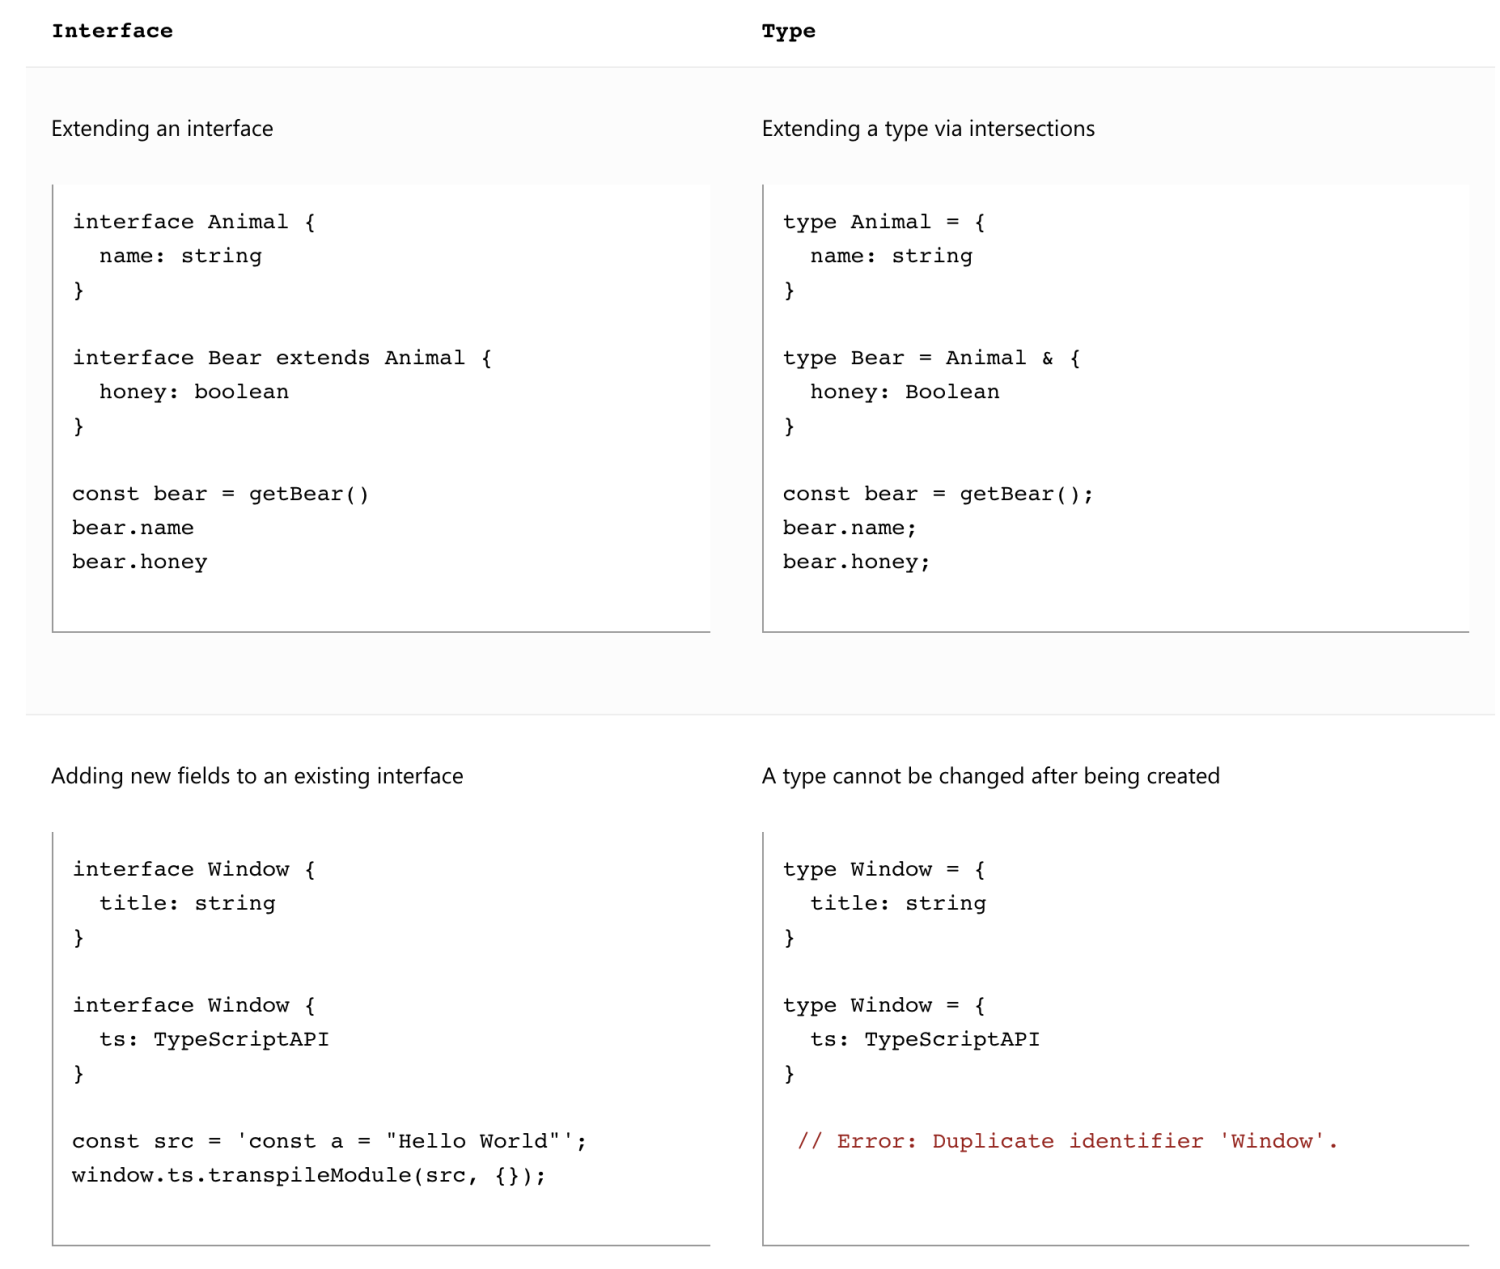 Interface
Type
Extending an interface
interface Animal {
  name: string
}

interface Bear extends Animal {
  honey: boolean
}

const bear = getBear()
bear.name
bear.honey
Extending a type via intersections
type Animal = {
  name: string
}

type Bear = Animal & {
  honey: Boolean
}

const bear = getBear();
bear.name;
bear.honey;
Adding new fields to an existing interface
interface Window {
  title: string
}

interface Window {
  ts: TypeScriptAPI
}

const src = 'const a = "Hello World"';
window.ts.transpileModule(src, {});
A type cannot be changed after being created
type Window = {
  title: string
}

type Window = {
  ts: TypeScriptAPI
}

 // Error: Duplicate identifier 'Window'.